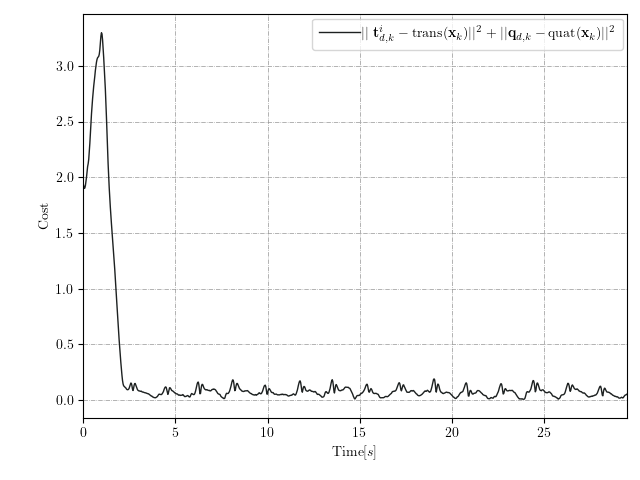 || t^i_{d,k} − trans(x_k)||^2 + ||q_{d,k} − quat(x_k)||^2
3.0
2.5
2.0
1.5
1.0
0.5
0.0
Cost
0 5 10 15 20 25
Time[s]